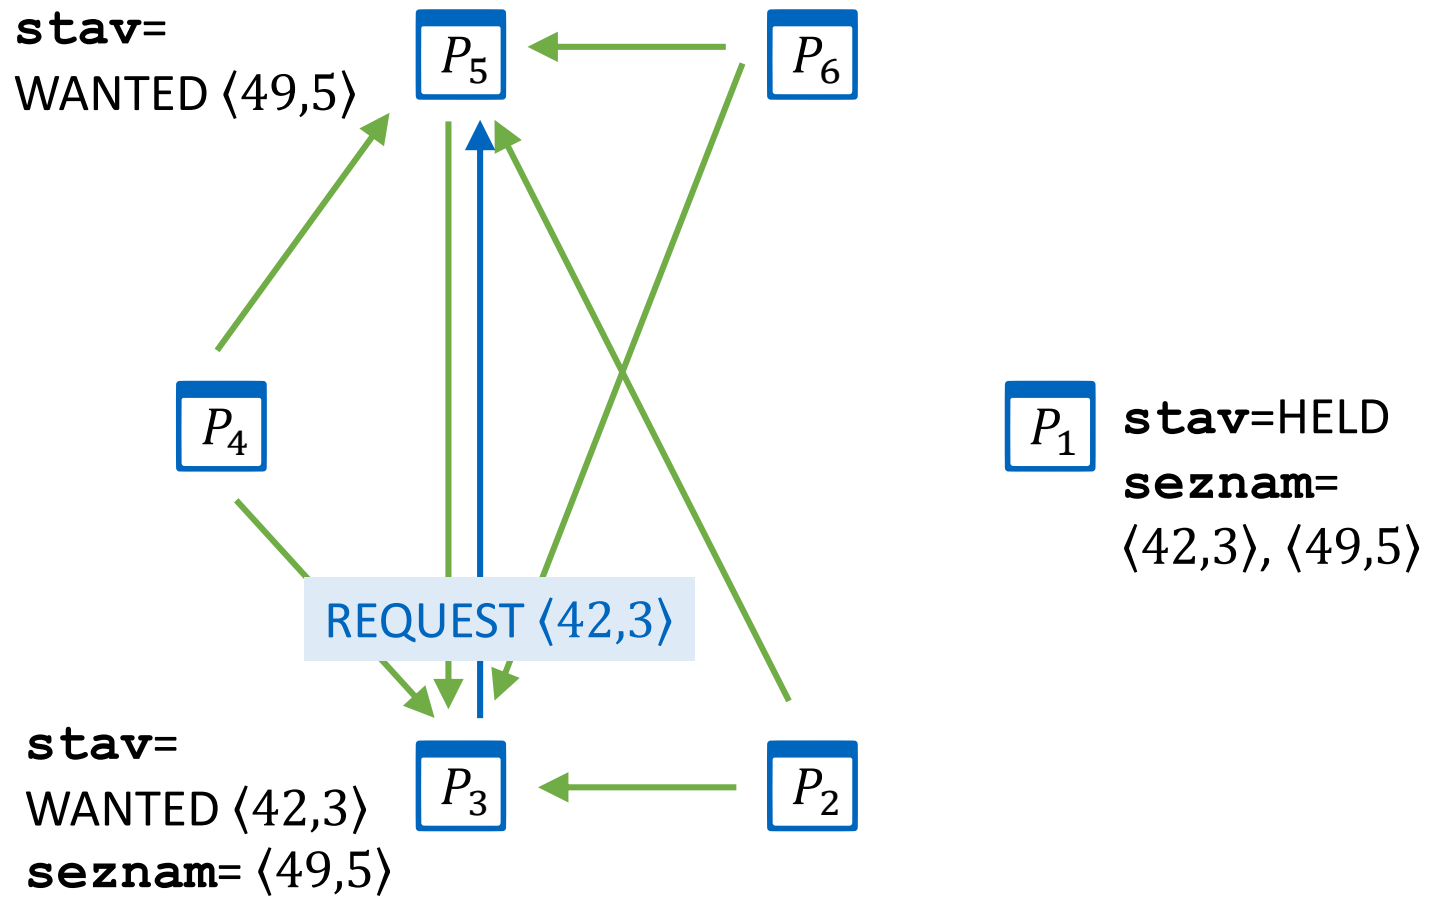 stav=
WANTED ⟨49,5⟩
P₅
P₆
P₄
P₁
stav=HELD
seznam=
⟨42,3⟩, ⟨49,5⟩
REQUEST ⟨42,3⟩
stav=
WANTED ⟨42,3⟩
seznam= ⟨49,5⟩
P₃
P₂